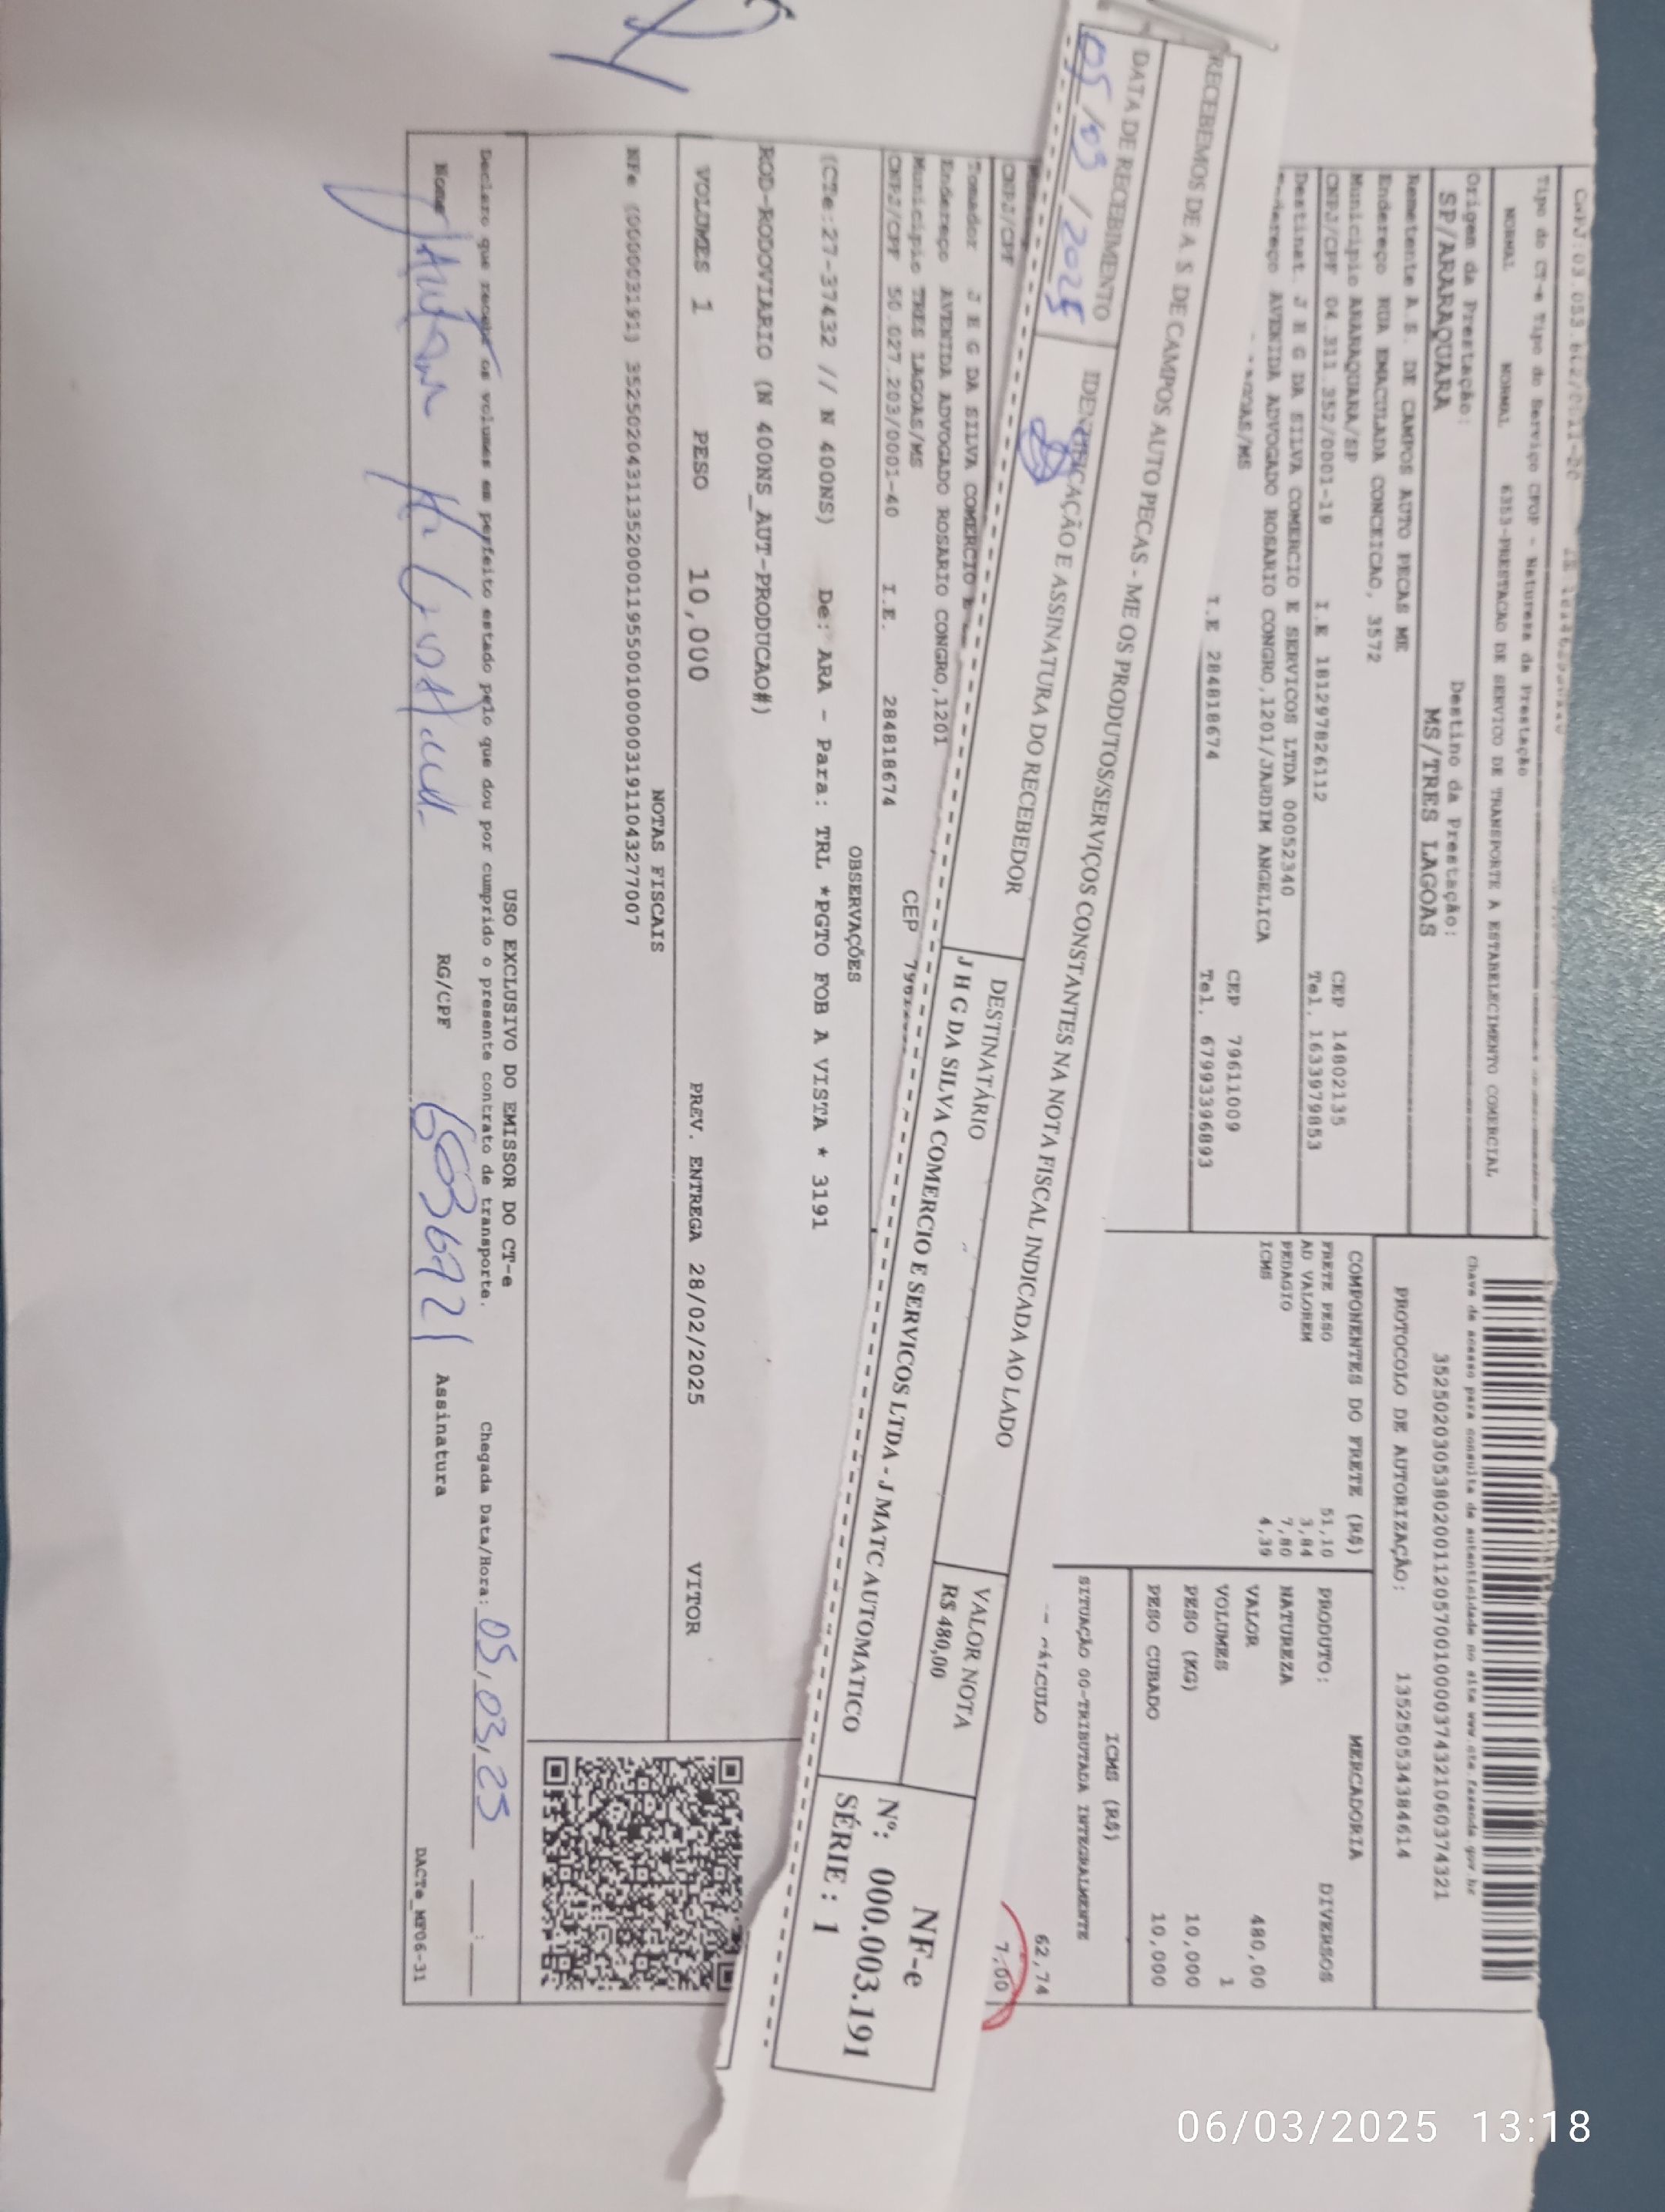 Tipo do CT-e Tipo do Serviço CFOP - Natureza da Prestação
NORMAL NORMAL 6353-PRESTACAO DE SERVICO DE TRANSPORTE A ESTABELECIMENTO COMERCIAL
Origem da Prestação: Destino da Prestação:
SP/ARARAQUARA MS/TRES LAGOAS
Remetente A.S. DE CAMPOS AUTO PECAS ME
Endereço RUA EMACULADA CONCEICAO, 3572
Municipio ARARAQUARA/SP CEP 14802135
CNPJ/CPF 04.311.352/0001-19 I.E 181297826112 Tel. 1633979853
Destinat. J E G DA SILVA COMERCIO E SERVICOS LTDA 00052340
AVENIDA ADVOGADO ROSARIO CONGRO,1201/JARDIM ANGELICA
CEP 79611009
I.E 284818674 Tel. 67993396893
Chave de acesso para consulta de autenticidade no site www.cte.fazenda.gov.br
35250203053802001120570010000374321060374321
PROTOCOLO DE AUTORIZAÇÃO: 135250534384614
COMPONENTES DO FRETE (R$)
FRETE PESO 51,10
AD VALOREM 3,84
PEDAGIO 7,80
ICMS 4,39
MERCADORIA
PRODUTO: DIVERSOS
NATUREZA
VALOR 480,00
VOLUMES 1
PESO (KG) 10,000
PESO CUBADO 10,000
ICMS (R$)
SITUAÇÃO 00-TRIBUTADA INTEGRALMENTE
62,74
7,00
RECEBEMOS DE A S DE CAMPOS AUTO PECAS - ME OS PRODUTOS/SERVIÇOS CONSTANTES NA NOTA FISCAL INDICADA AO LADO
DATA DE RECEBIMENTO IDENTIFICAÇÃO E ASSINATURA DO RECEBEDOR DESTINATÁRIO VALOR NOTA
05/03/2025 J H G DA SILVA COMERCIO E SERVICOS LTDA - J MATC AUTOMATICO R$ 480,00
NF-e
Nº: 000.003.191
SÉRIE : 1
CNPJ/CPF
Tomador J E G DA SILVA COMERCIO E
Endereço AVENIDA ADVOGADO ROSARIO CONGRO,1201
Municipio TRES LAGOAS/MS CEP
CNPJ/CPF 50.027.203/0001-40 I.E. 284818674
OBSERVAÇÕES
(CTe:27-37432 // N 400NS) De: ARA - Para: TRL *PGTO FOB A VISTA * 3191
ROD-RODOVIARIO (N 400NS_AUT-PRODUCAO#)
VOLUMES 1 PESO 10,000 PREV. ENTREGA 28/02/2025 VITOR
NOTAS FISCAIS
NFe (000003191) 35250204311352000119550010000031911043277007
USO EXCLUSIVO DO EMISSOR DO CT-e
Declaro que recebi os volumes em perfeito estado pelo que dou por cumprido o presente contrato de transporte. Chegada Data/Hora: 05/03/25 :
Nome RG/CPF Assinatura
DACTe_MF06-31
06/03/2025 13:18